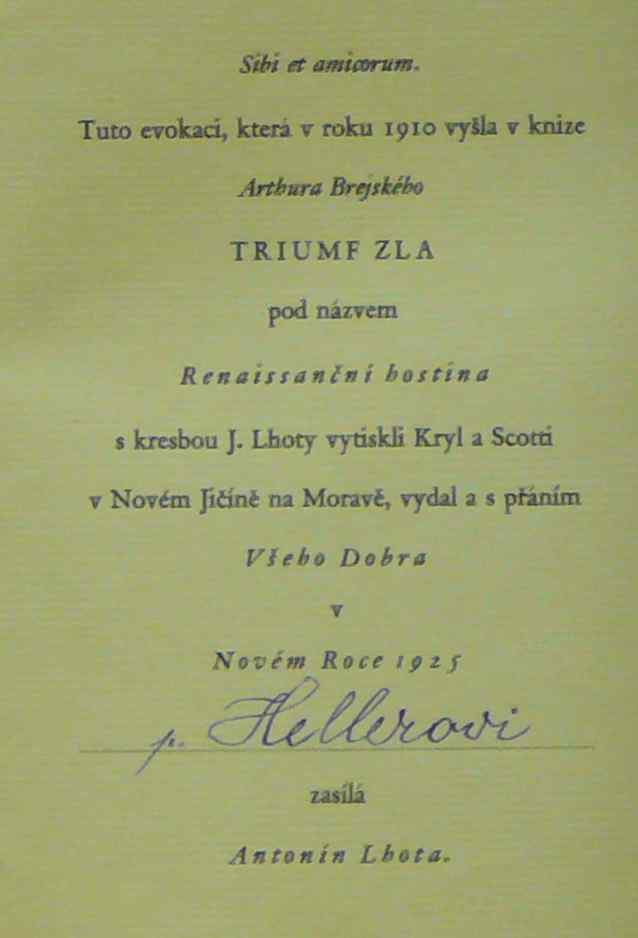 Sibi et amicorum.
Tuto evokaci, která v roku 1910 vyšla v knize
Arthura Brejského
TRIUMF ZLA
pod názvem
Renaissanční hostina
s kresbou J. Lhoty vytiskli Kryl a Scotti
v Novém Jičíně na Moravě, vydal a s přáním
Všeho Dobra
v
Novém Roce 1925
p. Hellerovi
zasílá
Antonín Lhota.